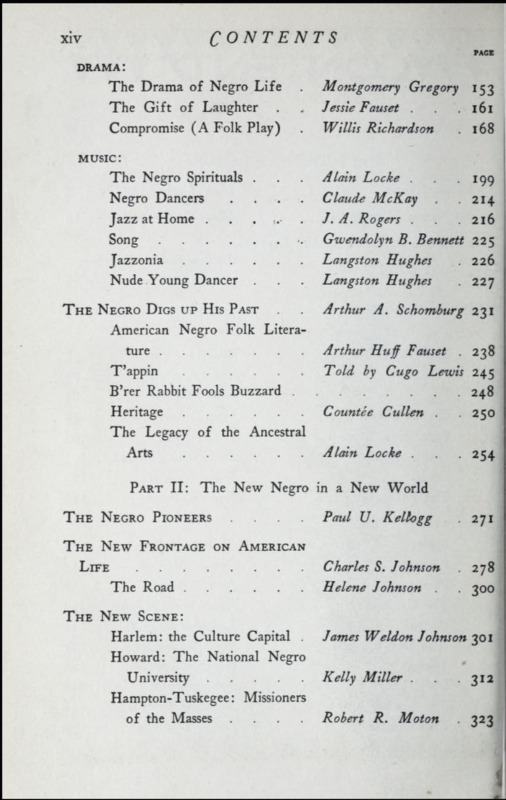 xiv CONTENTS
PAGE
DRAMA:
The Drama of Negro Life . Montgomery Gregory 153
The Gift of Laughter . . Jessie Fauset . . . 161
Compromise (A Folk Play) . Willis Richardson . 168
MUSIC:
The Negro Spirituals . . . Alain Locke . . . 199
Negro Dancers . . . . Claude McKay . . 214
Jazz at Home . . . . . J. A. Rogers . . . 216
Song . . . . . . . Gwendolyn B. Bennett 225
Jazzonia . . . . . . Langston Hughes . 226
Nude Young Dancer . . . Langston Hughes . 227
THE NEGRO DIGS UP HIS PAST . . Arthur A. Schomburg 231
American Negro Folk Litera-
ture . . . . . . . Arthur Huff Fauset . 238
T'appin . . . . . . Told by Cugo Lewis 245
B'rer Rabbit Fools Buzzard . . . . . . . . 248
Heritage . . . . . . Countée Cullen . . 250
The Legacy of the Ancestral
Arts . . . . . . Alain Locke . . . 254
PART II: The New Negro in a New World
THE NEGRO PIONEERS . . . . Paul U. Kellogg . 271
THE NEW FRONTAGE ON AMERICAN
LIFE . . . . . . . . Charles S. Johnson . 278
The Road . . . . . . Helene Johnson . . 300
THE NEW SCENE:
Harlem: the Culture Capital . James Weldon Johnson 301
Howard: The National Negro
University . . . . . Kelly Miller . . . 312
Hampton-Tuskegee: Missioners
of the Masses . . . . Robert R. Moton . 323